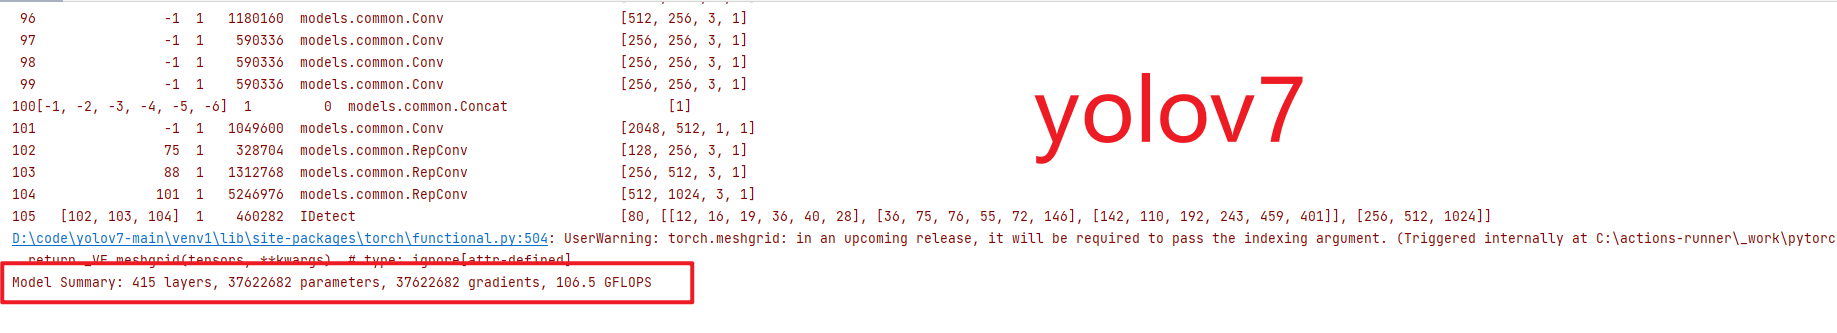 96 -1 1 1180160 models.common.Conv [512, 256, 3, 1]
97 -1 1 590336 models.common.Conv [256, 256, 3, 1]
98 -1 1 590336 models.common.Conv [256, 256, 3, 1]
99 -1 1 590336 models.common.Conv [256, 256, 3, 1]
100[-1, -2, -3, -4, -5, -6] 1 0 models.common.Concat [1]
101 -1 1 1049600 models.common.Conv [2048, 512, 1, 1]
102 75 1 328704 models.common.RepConv [128, 256, 3, 1]
103 88 1 1312768 models.common.RepConv [256, 512, 3, 1]
104 101 1 5246976 models.common.RepConv [512, 1024, 3, 1]
105 [102, 103, 104] 1 460282 IDetect [80, [[12, 16, 19, 36, 40, 28], [36, 75, 76, 55, 72, 146], [142, 110, 192, 243, 459, 401]], [256, 512, 1024]]
D:\code\yolov7-main\venv1\lib\site-packages\torch\functional.py:504: UserWarning: torch.meshgrid: in an upcoming release, it will be required to pass the indexing argument. (Triggered internally at C:\actions-runner\_work\pytorc
return _VF.meshgrid(tensors, **kwargs) # type: ignore[attr-defined]
Model Summary: 415 layers, 37622682 parameters, 37622682 gradients, 106.5 GFLOPS
yolov7